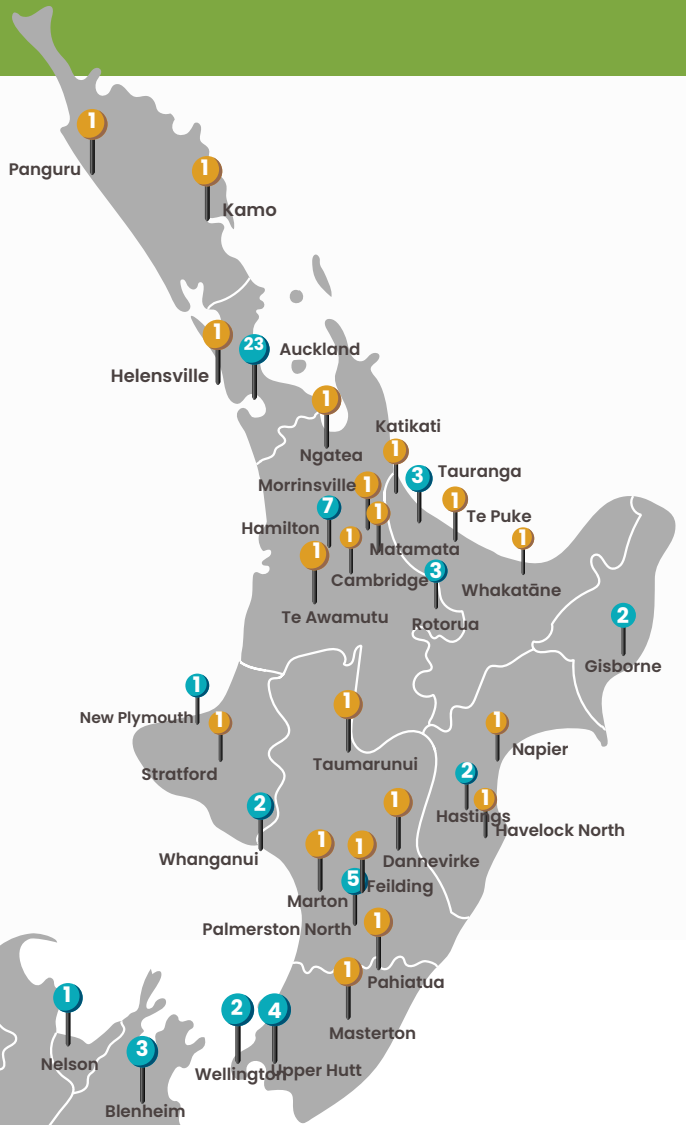 1
Panguru
1
Kamo
1
Helensville
23
Auckland
1
Ngatea
Katikati
1
3
Tauranga
Morrinsville
1
1
Te Puke
7
Hamilton
1
Matamata
1
Cambridge
1
Te Awamutu
3
Rotorua
1
Whakatāne
2
Gisborne
1
New Plymouth
1
Stratford
1
Taumarunui
1
Napier
2
Hastings
1
Havelock North
2
Whanganui
1
Dannevirke
1
Marton
1
Feilding
5
Palmerston North
1
Pahiatua
1
Masterton
2
Wellington
4
Upper Hutt
1
Nelson
3
Blenheim